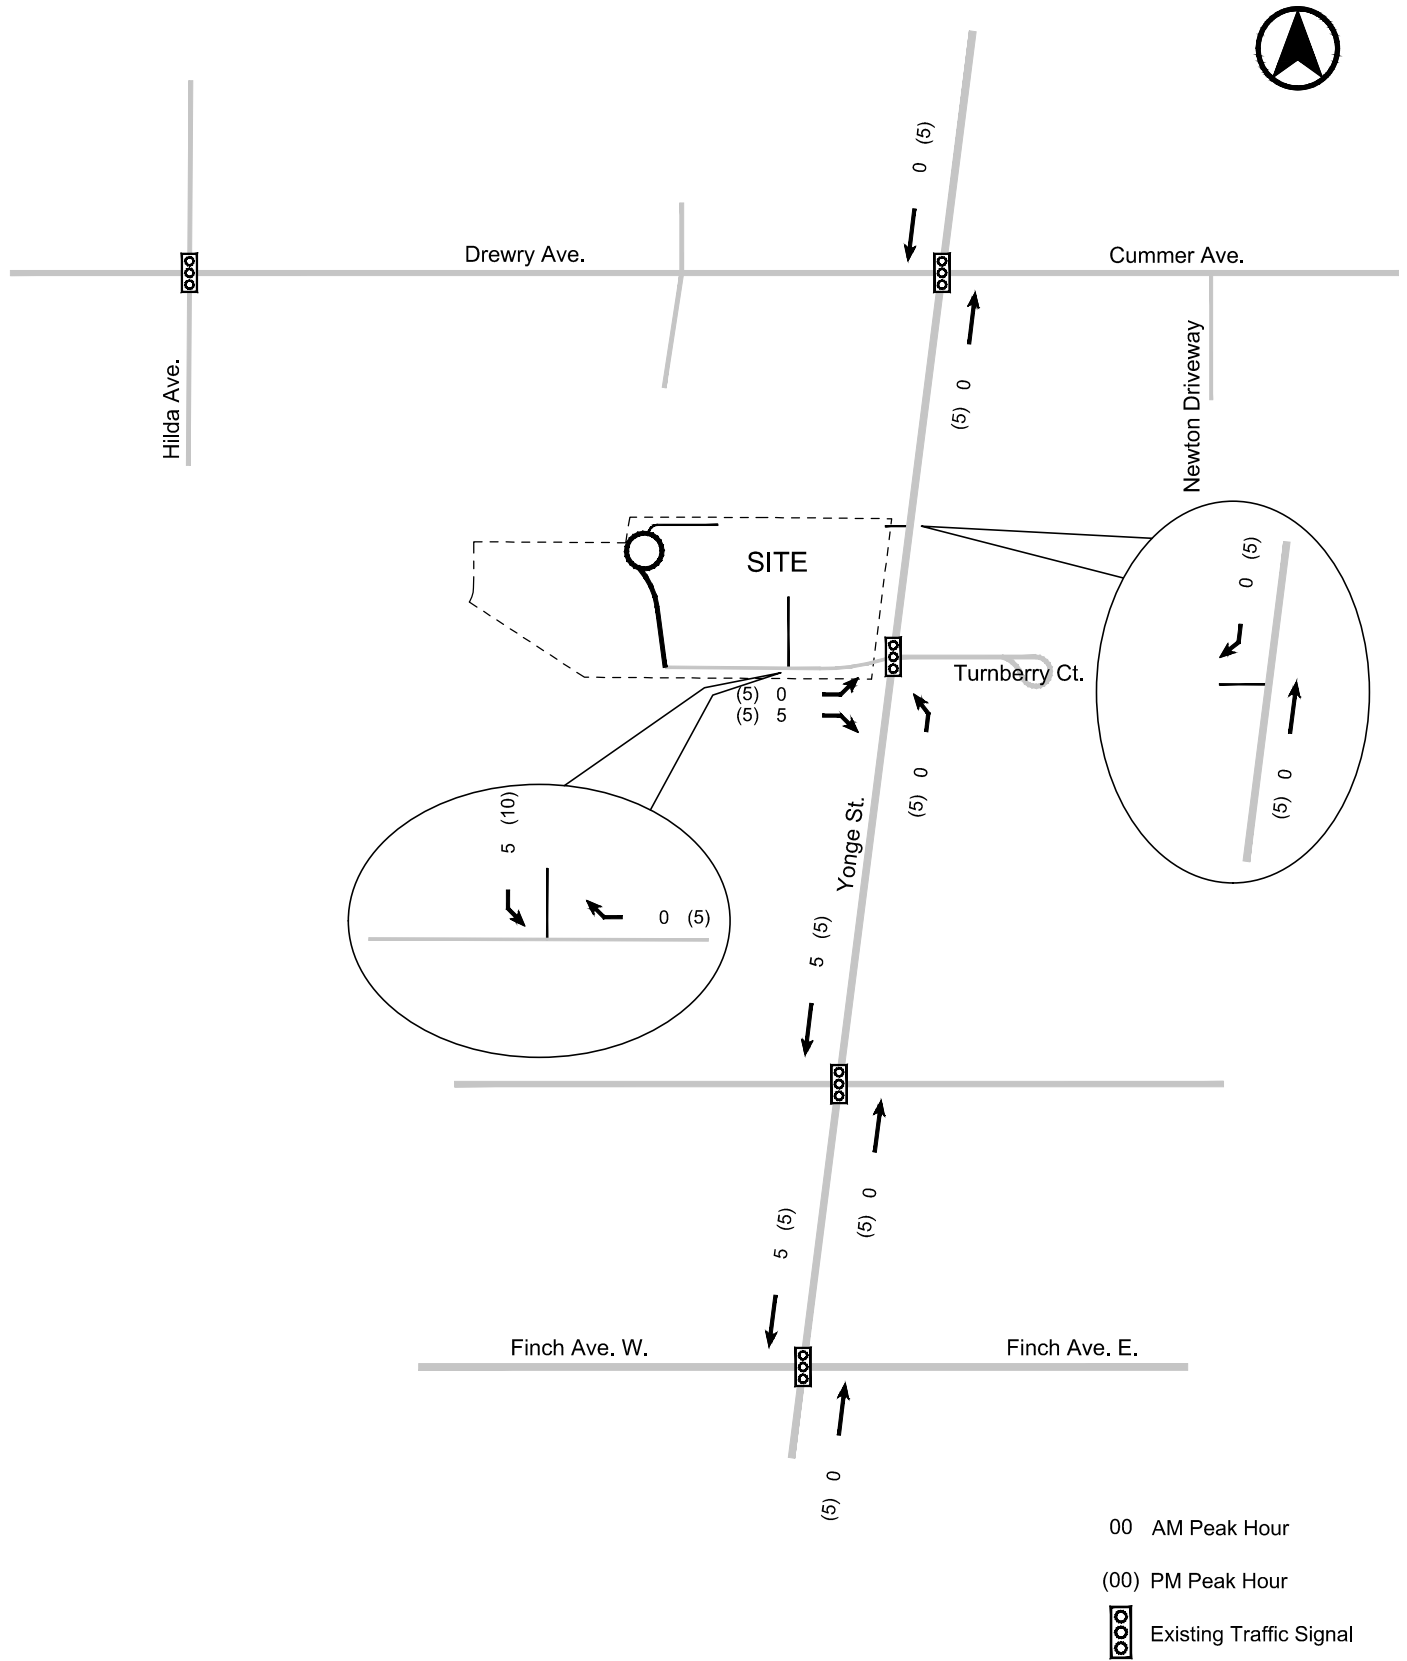 0 (5)
Drewry Ave.
Cummer Ave.
Hilda Ave.
Newton Driveway
(5) 0
SITE
0 (5)
Turnberry Ct.
(5) 0
(5) 5
(5) 0
(5) 0
Yonge St.
5 (10)
0 (5)
5 (5)
(5) 0
5 (5)
Finch Ave. W.
Finch Ave. E.
(5) 0
00 AM Peak Hour
(00) PM Peak Hour
Existing Traffic Signal